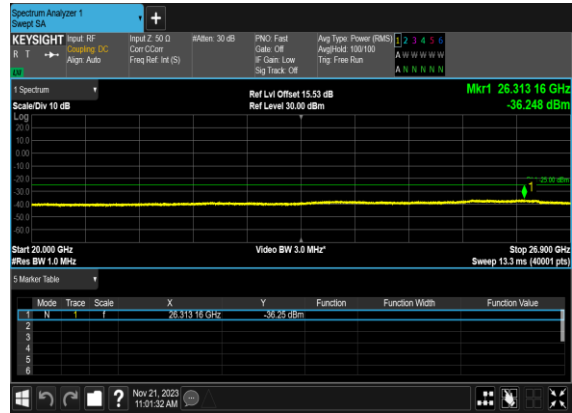 Spectrum Analyzer 1
Swept SA
KEYSIGHT
R T
Input: RF
Coupling: DC
Align: Auto
Input Z: 50 Ω
Corr CCorr
Freq Ref: Int (S)
#Atten: 30 dB
PNO: Fast
Gate: Off
IF Gain: Low
Sig Track: Off
Avg Type: Power (RMS)
Avg|Hold: 100/100
Trig: Free Run
1 2 3 4 5 6
A W W W W W
A N N N N N
1 Spectrum
Scale/Div 10 dB
Ref Lvl Offset 15.53 dB
Ref Level 30.00 dBm
Mkr1 26.313 16 GHz
-36.248 dBm
Log
20.0
10.0
0.00
-10.0
-20.0
-25.00 dBm
-30.0
1
-40.0
-50.0
-60.0
Start 20.000 GHz
#Res BW 1.0 MHz
Video BW 3.0 MHz*
Stop 26.900 GHz
Sweep 13.3 ms (40001 pts)
5 Marker Table
Mode Trace Scale X Y Function Function Width Function Value
1 N 1 f 26.313 16 GHz -36.25 dBm
2
3
4
5
6
Nov 21, 2023
11:01:32 AM